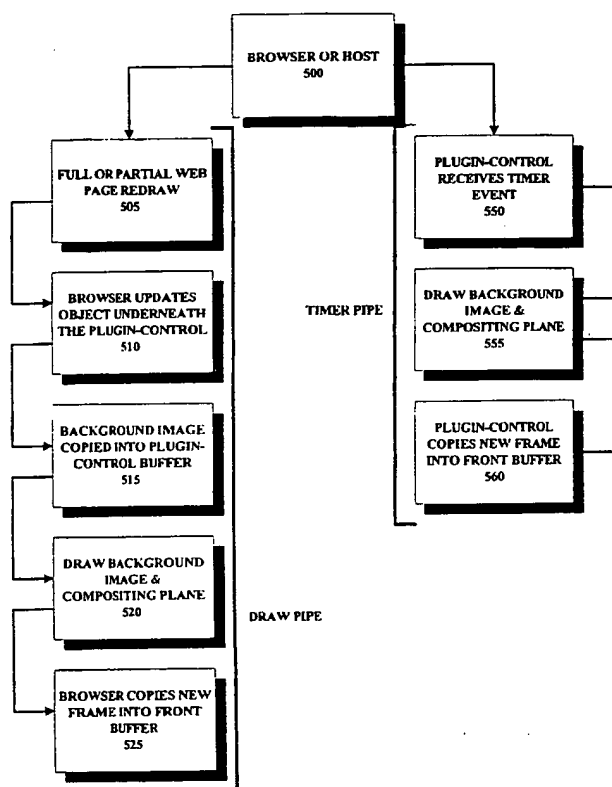 BROWSER OR HOST
500
FULL OR PARTIAL WEB
PAGE REDRAW
505
BROWSER UPDATES
OBJECT UNDERNEATH
THE PLUGIN-CONTROL
510
BACKGROUND IMAGE
COPIED INTO PLUGIN-
CONTROL BUFFER
515
DRAW BACKGROUND
IMAGE &
COMPOSITING PLANE
520
BROWSER COPIES NEW
FRAME INTO FRONT
BUFFER
525
DRAW PIPE
TIMER PIPE
PLUGIN-CONTROL
RECEIVES TIMER
EVENT
550
DRAW BACKGROUND
IMAGE &
COMPOSITING PLANE
555
PLUGIN-CONTROL
COPIES NEW FRAME
INTO FRONT BUFFER
560